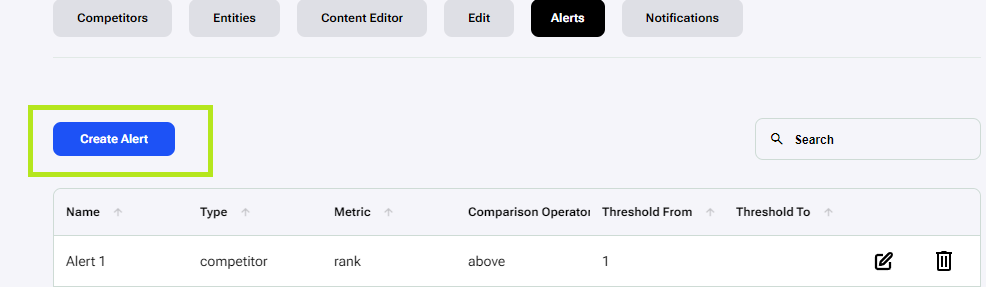 Competitors Entities Content Editor Edit Alerts Notifications
Create Alert Search
Name Type Metric Comparison Operator Threshold From Threshold To
Alert 1 competitor rank above 1